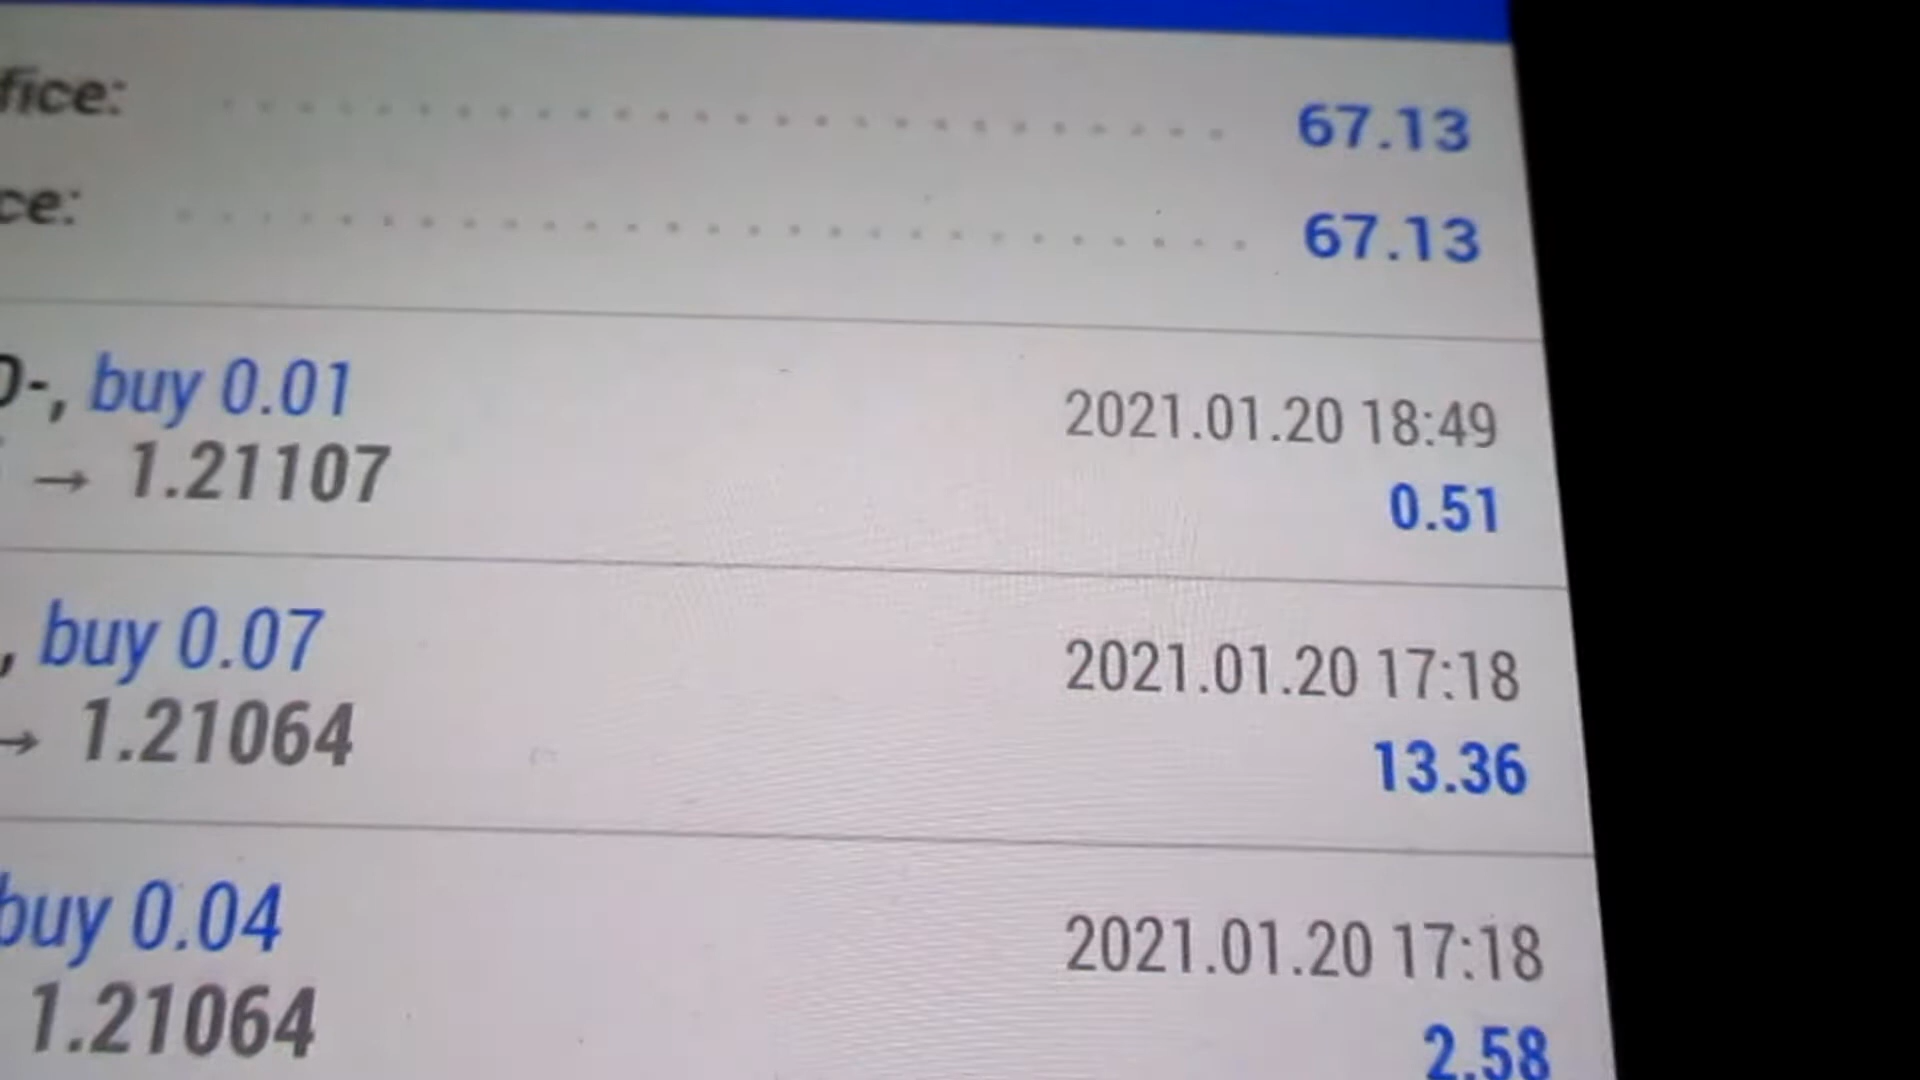 fice: 67.13
ce: 67.13
D-, buy 0.01 2021.01.20 18:49
→ 1.21107 0.51
, buy 0.07 2021.01.20 17:18
→ 1.21064 13.36
buy 0.04 2021.01.20 17:18
1.21064 2.58